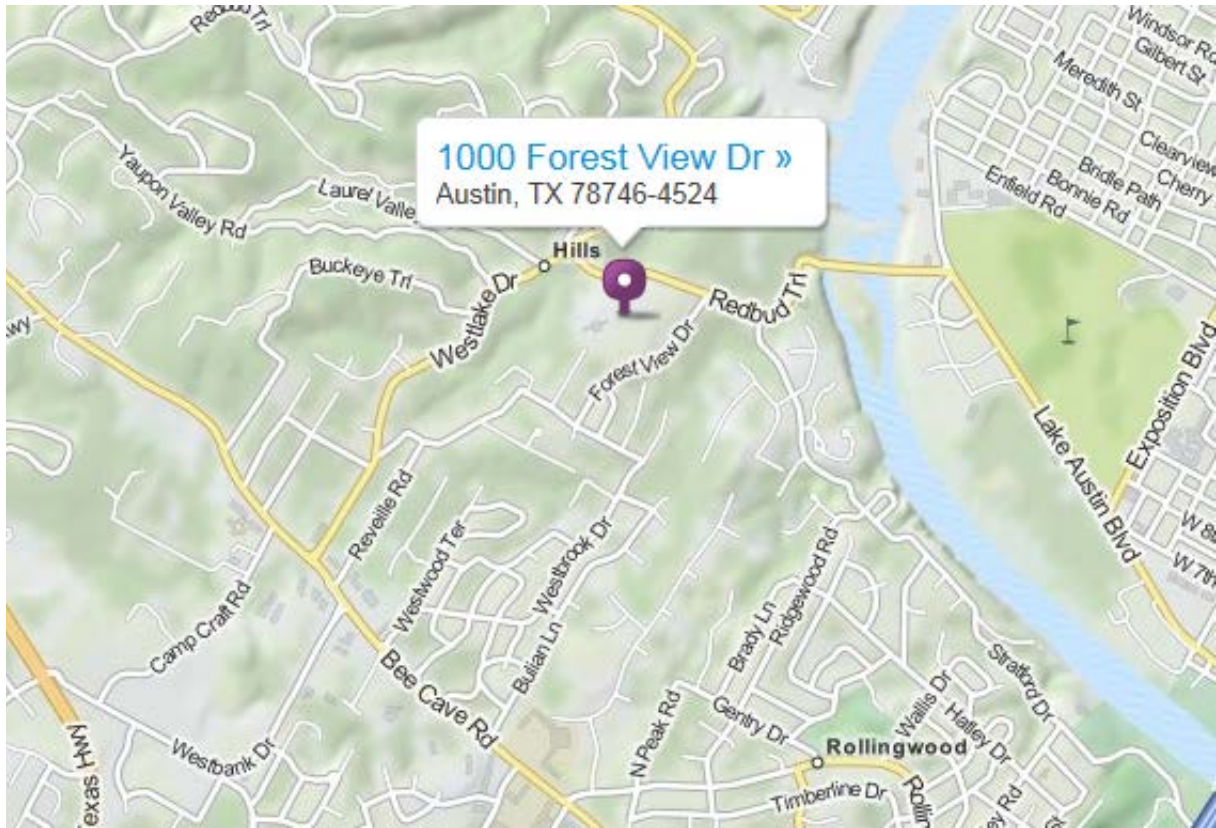 Redbud Trl
Windsor Rd
Gilbert St
Meredith St
1000 Forest View Dr »
Austin, TX 78746-4524
Clearview
Cherry
Bridle Path
Bonnie Rd
Enfield Rd
Yaupon Valley Rd
Laurel Valle
Hills
Buckeye Trl
Westlake Dr
Redbud Trl
Forest View Dr
Exposition Blvd
Lake Austin Blvd
Reveille Rd
W 8th
W 7th
Westwood Ter
Westbrook Dr
Camp Craft Rd
Bulian Ln
Brady Ln
Ridgewood Rd
Bee Cave Rd
Stratford Dr
Wallis Dr
Hatley Dr
Gentry Dr
N Peak Rd
Rollingwood
Westbank Dr
Texas Hwy
Timberline Dr
Rollin